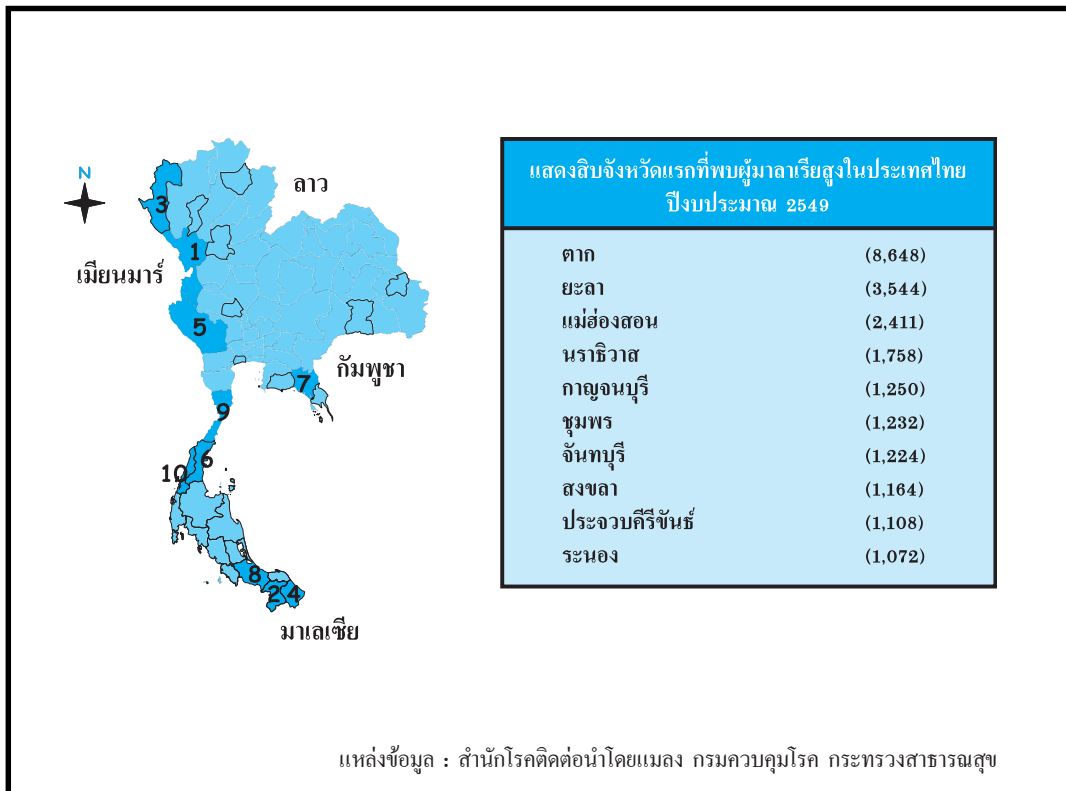 N
ลาว
3
1
เมียนมาร์
5
กัมพูชา
7
9
6
10
8
2
4
มาเลเซีย
แสดงสิบจังหวัดแรกที่พบผู้มาลาเรียสูงในประเทศไทย
ปีงบประมาณ 2549
ตาก (8,648)
ยะลา (3,544)
แม่ฮ่องสอน (2,411)
นราธิวาส (1,758)
กาญจนบุรี (1,250)
ชุมพร (1,232)
จันทบุรี (1,224)
สงขลา (1,164)
ประจวบคีรีขันธ์ (1,108)
ระนอง (1,072)
แหล่งข้อมูล : สำนักโรคติดต่อนำโดยแมลง กรมควบคุมโรค กระทรวงสาธารณสุข